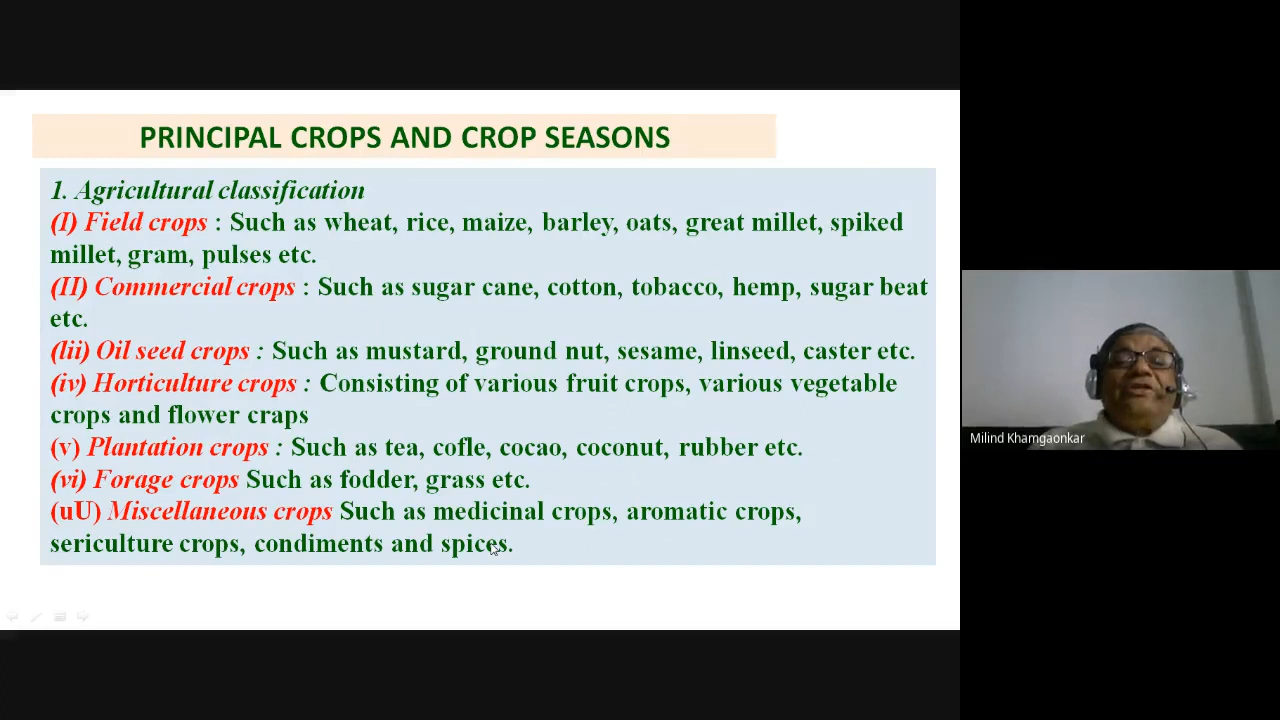 PRINCIPAL CROPS AND CROP SEASONS
1. Agricultural classification
(I) Field crops : Such as wheat, rice, maize, barley, oats, great millet, spiked
millet, gram, pulses etc.
(II) Commercial crops : Such as sugar cane, cotton, tobacco, hemp, sugar beat
etc.
(lii) Oil seed crops : Such as mustard, ground nut, sesame, linseed, caster etc.
(iv) Horticulture crops : Consisting of various fruit crops, various vegetable
crops and flower craps
(v) Plantation crops : Such as tea, cofle, cocao, coconut, rubber etc.
(vi) Forage crops Such as fodder, grass etc.
(uU) Miscellaneous crops Such as medicinal crops, aromatic crops,
sericulture crops, condiments and spices.
Milind Khamgaonkar